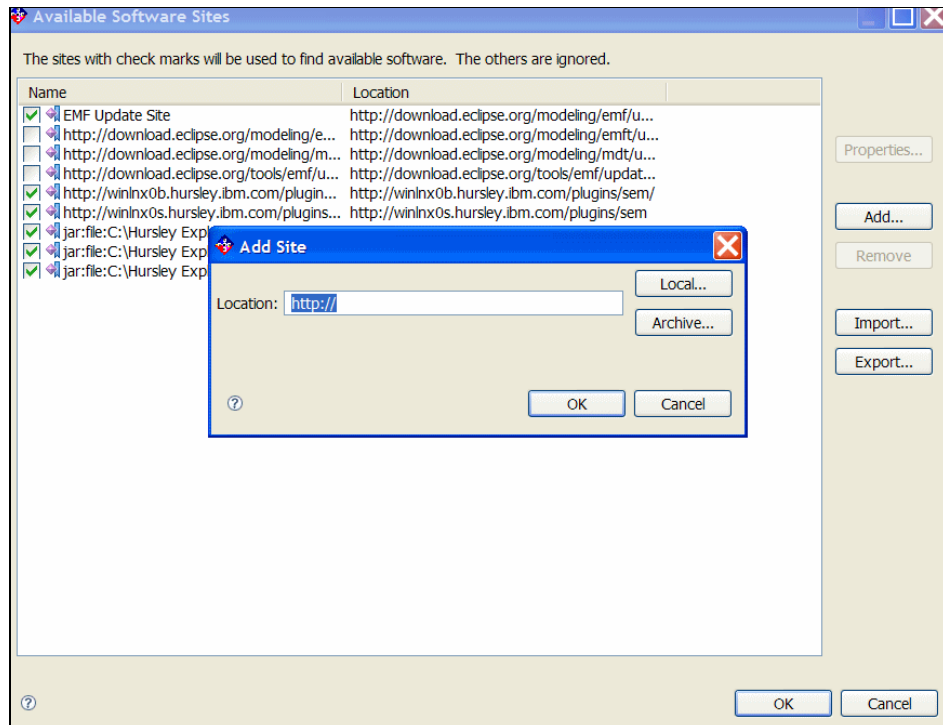 Available Software Sites
The sites with check marks will be used to find available software. The others are ignored.
Name Location
EMF Update Site http://download.eclipse.org/modeling/emf/u...
http://download.eclipse.org/modeling/e... http://download.eclipse.org/modeling/emft/u...
http://download.eclipse.org/modeling/m... http://download.eclipse.org/modeling/mdt/u...
http://download.eclipse.org/tools/emf/u... http://download.eclipse.org/tools/emf/updat...
http://winlnx0b.hursley.ibm.com/plugin... http://winlnx0b.hursley.ibm.com/plugins/sem/
http://winlnx0s.hursley.ibm.com/plugins... http://winlnx0s.hursley.ibm.com/plugins/sem
jar:file:C:\Hursley Exp
jar:file:C:\Hursley Exp
jar:file:C:\Hursley Exp
Properties...
Add...
Remove
Import...
Export...
Add Site
Location: http://
Local...
Archive...
OK Cancel
OK Cancel